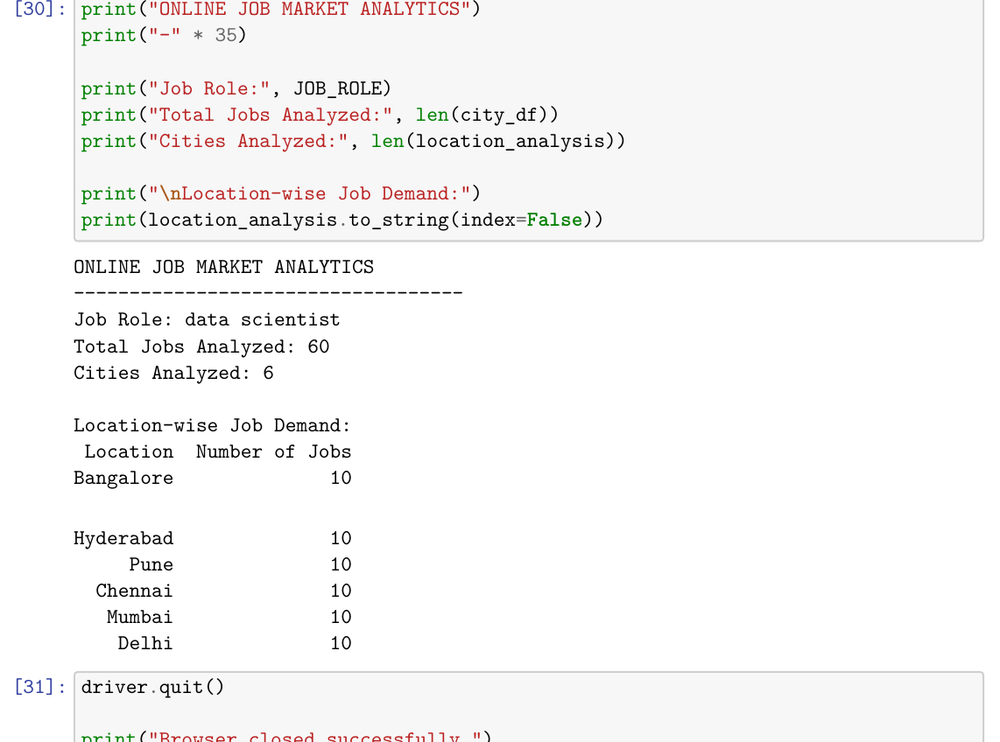 [30]: print("ONLINE JOB MARKET ANALYTICS")
print("-" * 35)
print("Job Role:", JOB_ROLE)
print("Total Jobs Analyzed:", len(city_df))
print("Cities Analyzed:", len(location_analysis))
print("\nLocation-wise Job Demand:")
print(location_analysis.to_string(index=False))
ONLINE JOB MARKET ANALYTICS
-----------------------------------
Job Role: data scientist
Total Jobs Analyzed: 60
Cities Analyzed: 6
Location-wise Job Demand:
Location Number of Jobs
Bangalore 10
Hyderabad 10
Pune 10
Chennai 10
Mumbai 10
Delhi 10
[31]: driver.quit()
print("Browser closed successfully.")